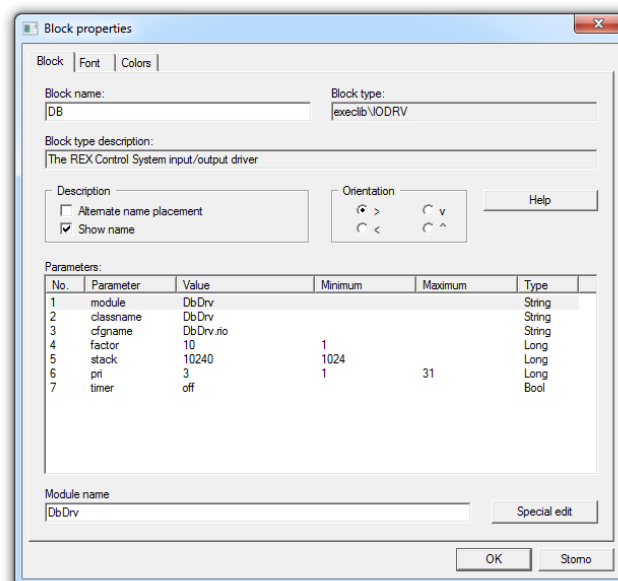 Block properties
Block Font Colors
Block name: Block type:
DB execlib\IODRV
Block type description:
The REX Control System input/output driver
Description Orientation
Alternate name placement > v Help
Show name < ^
Parameters:
No. Parameter Value Minimum Maximum Type
1 module DbDrv String
2 classname DbDrv String
3 cfgname DbDrv.rio String
4 factor 10 1 Long
5 stack 10240 1024 Long
6 pri 3 1 31 Long
7 timer off Bool
Module name
DbDrv Special edit
OK Storno